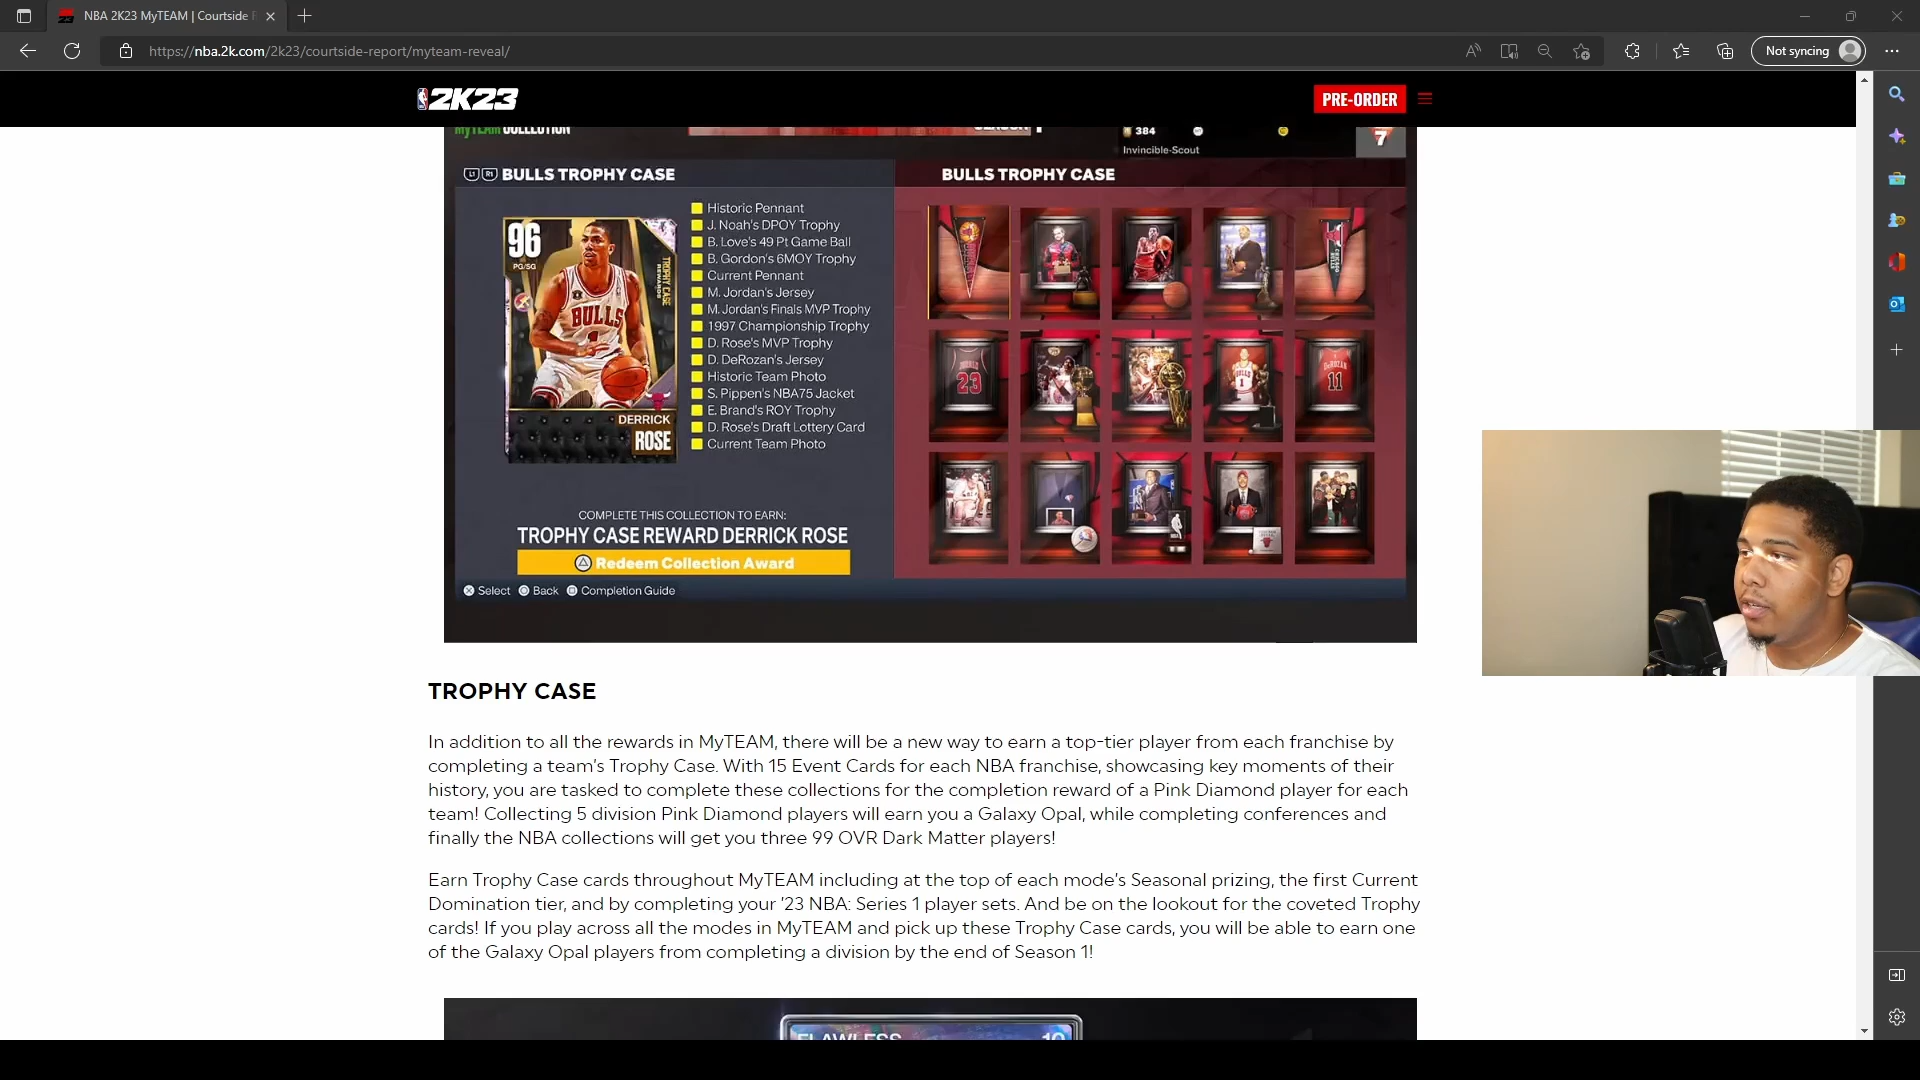 NBA 2K23 MyTEAM | Courtside R
https://nba.2k.com/2k23/courtside-report/myteam-reveal/
Not syncing
2K23
PRE-ORDER
MyTEAM COLLECTION
384
Invincible-Scout
7
L1 R1 BULLS TROPHY CASE
BULLS TROPHY CASE
96
PG/SG
TROPHY CASE
REWARDS
BULLS
1
DERRICK
ROSE
Historic Pennant
J. Noah's DPOY Trophy
B. Love's 49 Pt Game Ball
B. Gordon's 6MOY Trophy
Current Pennant
M. Jordan's Jersey
M. Jordan's Finals MVP Trophy
1997 Championship Trophy
D. Rose's MVP Trophy
D. DeRozan's Jersey
Historic Team Photo
S. Pippen's NBA75 Jacket
E. Brand's ROY Trophy
D. Rose's Draft Lottery Card
Current Team Photo
23
DeROZAN
11
COMPLETE THIS COLLECTION TO EARN:
TROPHY CASE REWARD DERRICK ROSE
Redeem Collection Award
Select Back Completion Guide
TROPHY CASE
In addition to all the rewards in MyTEAM, there will be a new way to earn a top-tier player from each franchise by
completing a team's Trophy Case. With 15 Event Cards for each NBA franchise, showcasing key moments of their
history, you are tasked to complete these collections for the completion reward of a Pink Diamond player for each
team! Collecting 5 division Pink Diamond players will earn you a Galaxy Opal, while completing conferences and
finally the NBA collections will get you three 99 OVR Dark Matter players!
Earn Trophy Case cards throughout MyTEAM including at the top of each mode's Seasonal prizing, the first Current
Domination tier, and by completing your '23 NBA: Series 1 player sets. And be on the lookout for the coveted Trophy
cards! If you play across all the modes in MyTEAM and pick up these Trophy Case cards, you will be able to earn one
of the Galaxy Opal players from completing a division by the end of Season 1!
FLAWLESS
10